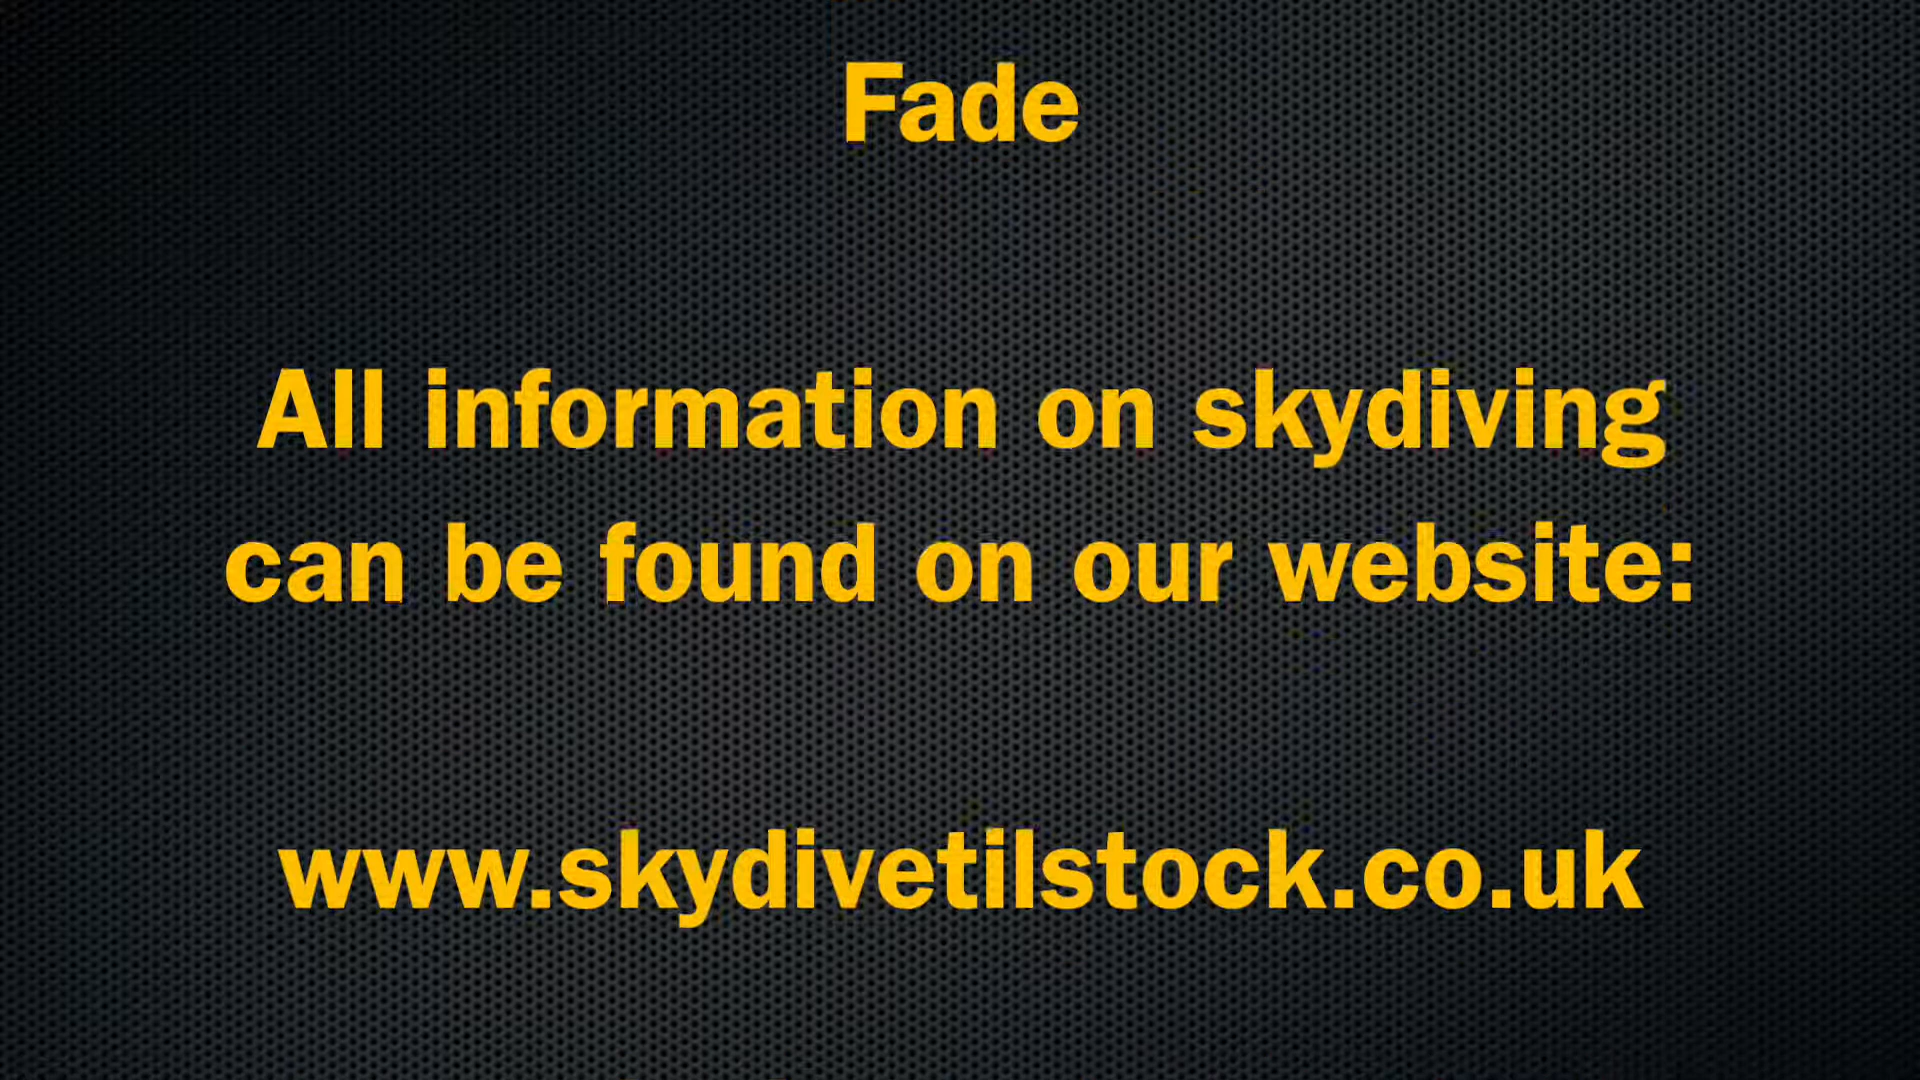 Fade
All information on skydiving
can be found on our website:
www.skydivetilstock.co.uk